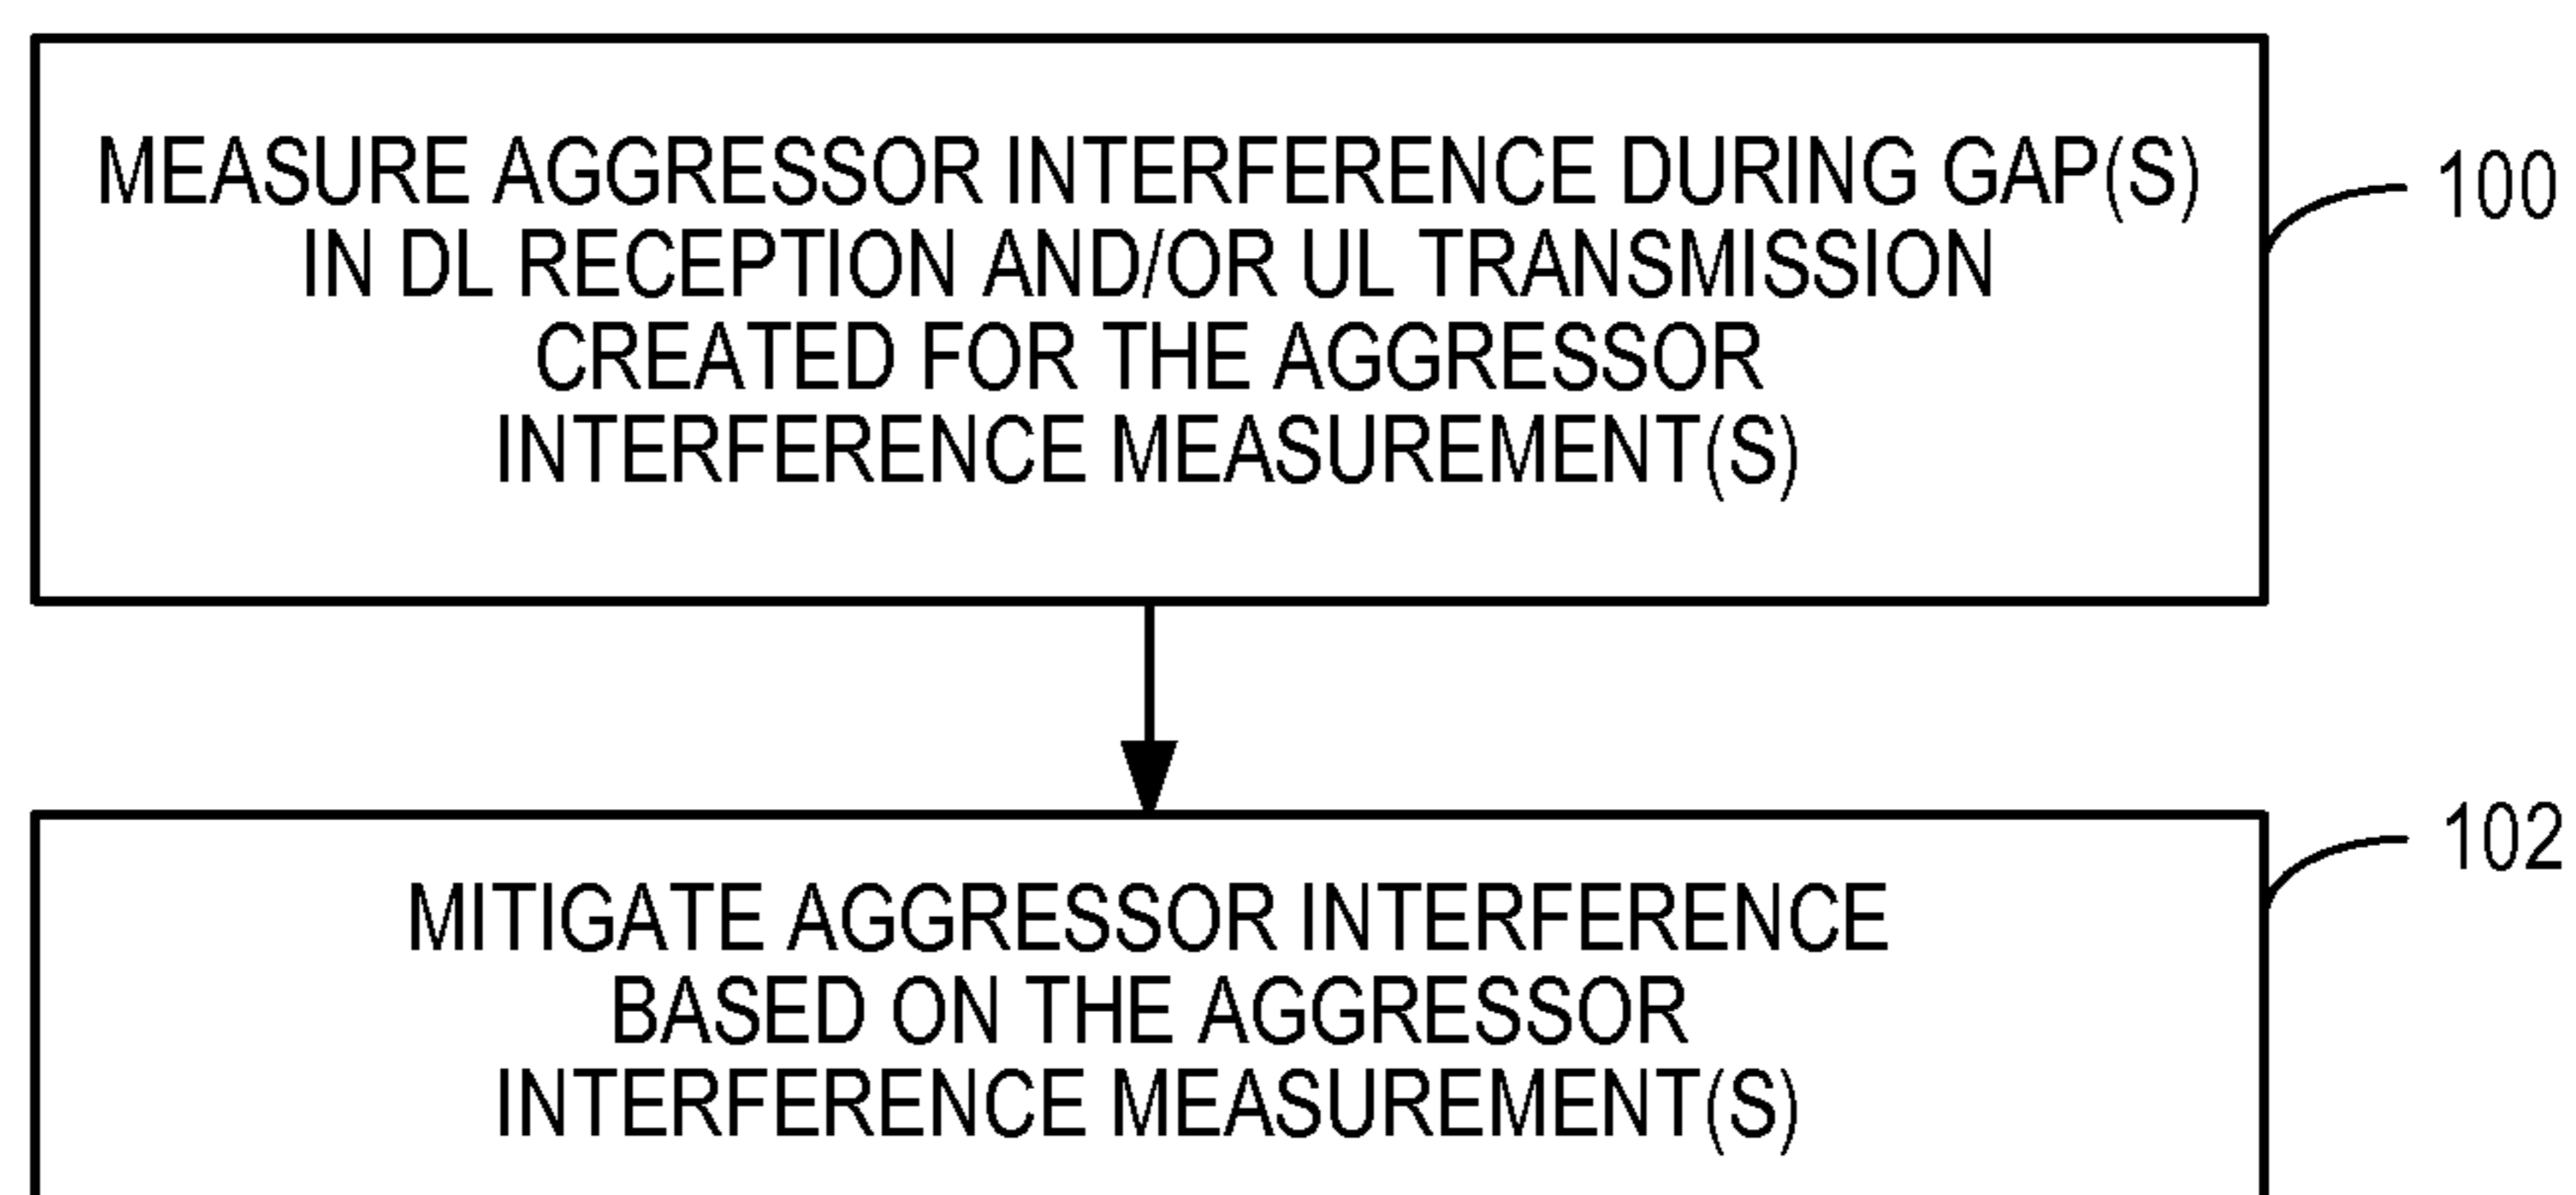 MEASURE AGGRESSOR INTERFERENCE DURING GAP(S)
IN DL RECEPTION AND/OR UL TRANSMISSION
CREATED FOR THE AGGRESSOR
INTERFERENCE MEASUREMENT(S)
100
MITIGATE AGGRESSOR INTERFERENCE
BASED ON THE AGGRESSOR
INTERFERENCE MEASUREMENT(S)
102